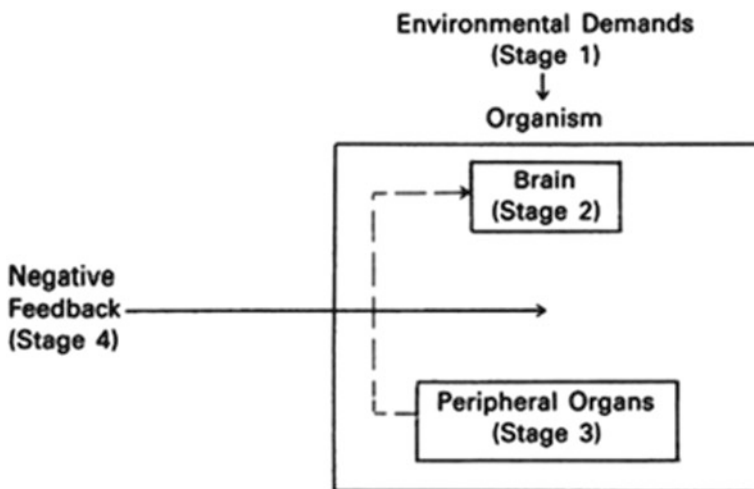 Environmental Demands
(Stage 1)
Organism
Brain
(Stage 2)
Negative
Feedback
(Stage 4)
Peripheral Organs
(Stage 3)